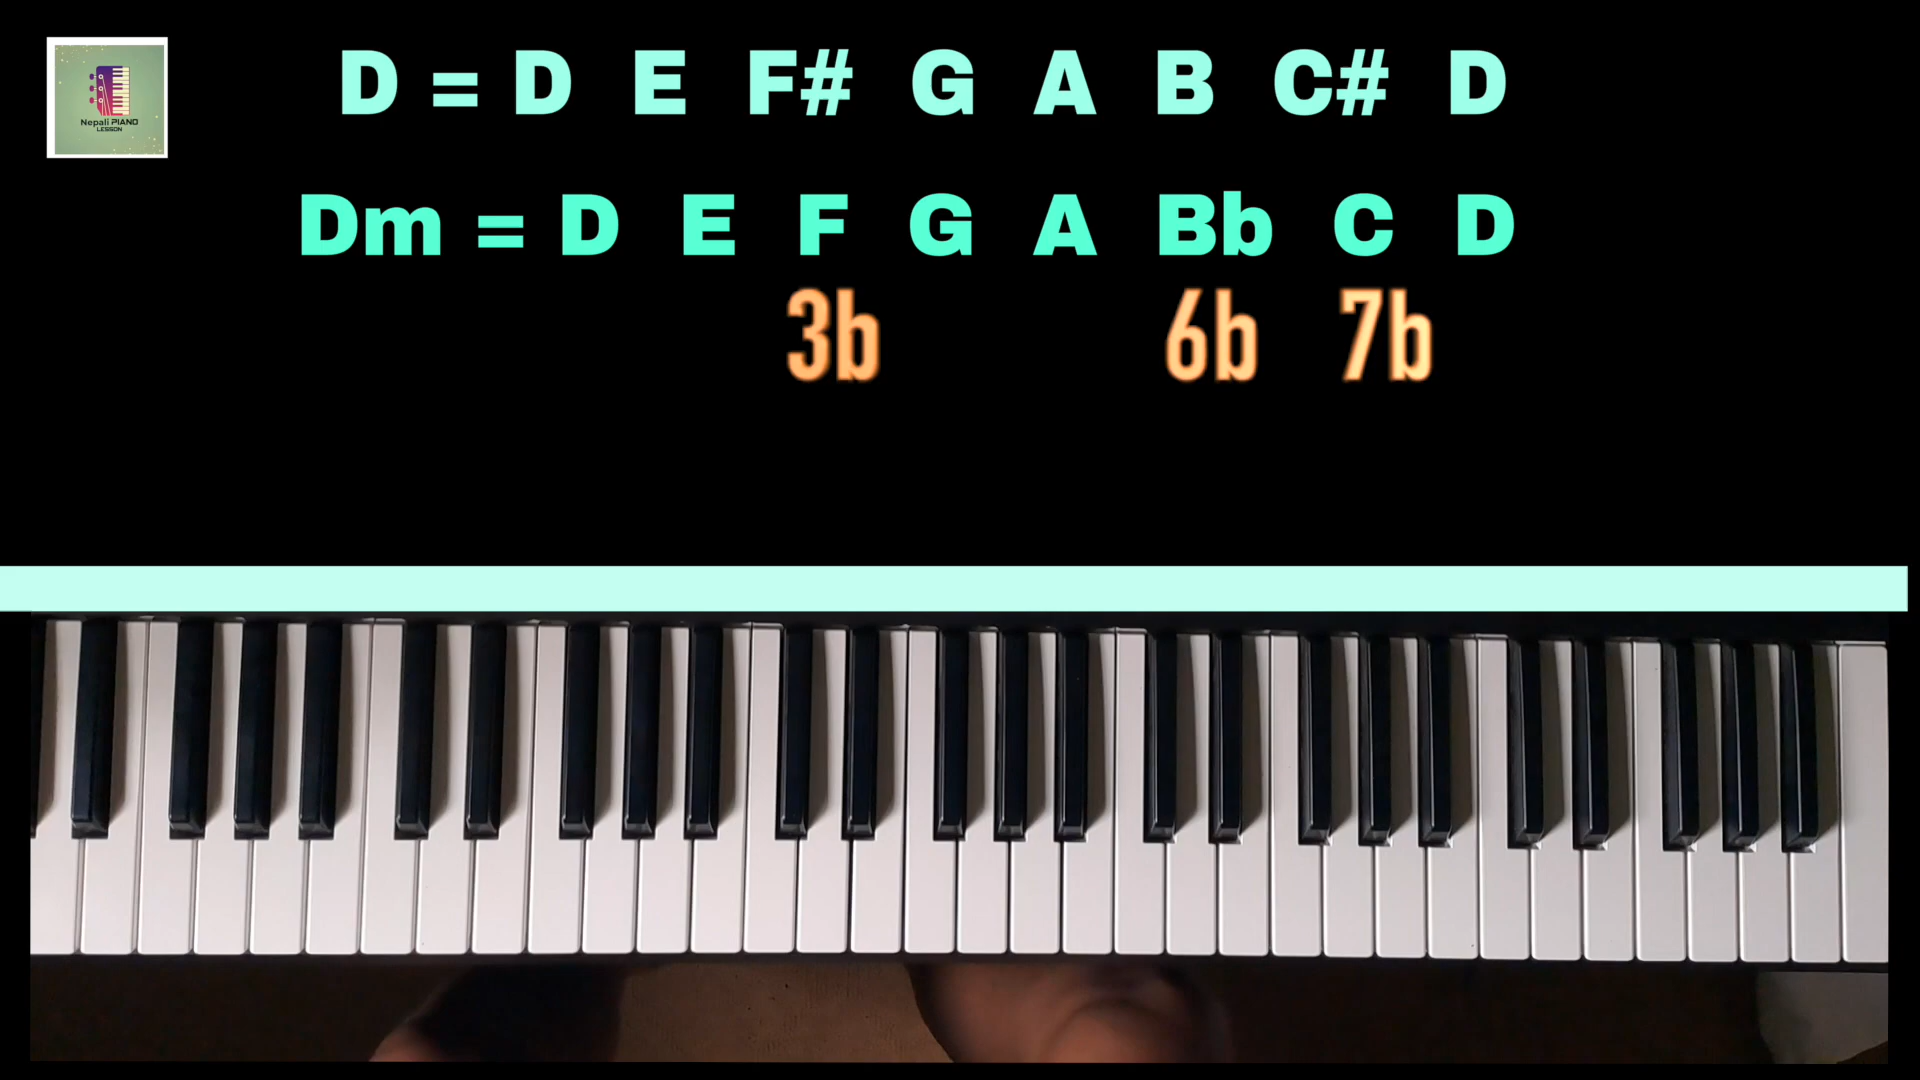 Nepali PIANO
LESSON
D = D E F# G A B C# D
Dm = D E F G A Bb C D
3b 6b 7b